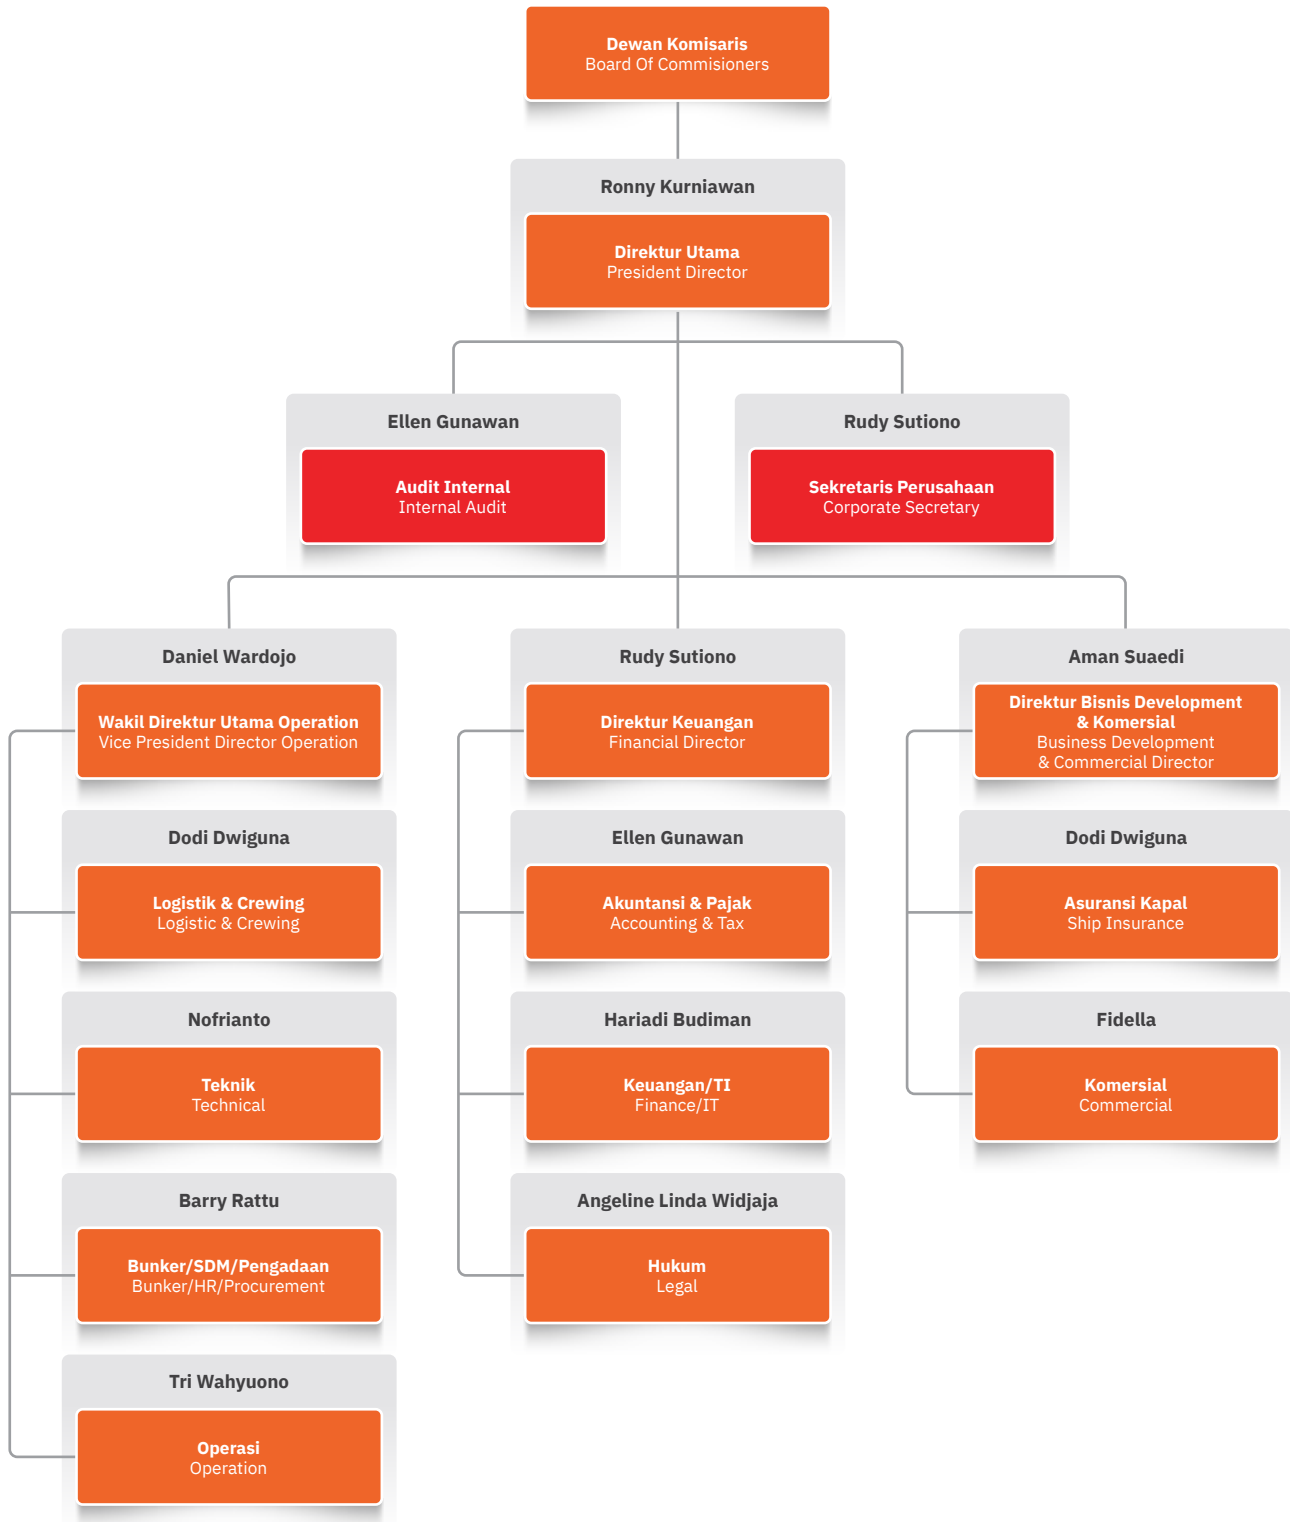 Dewan Komisaris
Board Of Commisioners
Ronny Kurniawan
Direktur Utama
President Director
Ellen Gunawan
Audit Internal
Internal Audit
Rudy Sutiono
Sekretaris Perusahaan
Corporate Secretary
Daniel Wardojo
Wakil Direktur Utama Operation
Vice President Director Operation
Dodi Dwiguna
Logistik & Crewing
Logistic & Crewing
Nofrianto
Teknik
Technical
Barry Rattu
Bunker/SDM/Pengadaan
Bunker/HR/Procurement
Tri Wahyuono
Operasi
Operation
Rudy Sutiono
Direktur Keuangan
Financial Director
Ellen Gunawan
Akuntansi & Pajak
Accounting & Tax
Hariadi Budiman
Keuangan/TI
Finance/IT
Angeline Linda Widjaja
Hukum
Legal
Aman Suaedi
Direktur Bisnis Development
& Komersial
Business Development
& Commercial Director
Dodi Dwiguna
Asuransi Kapal
Ship Insurance
Fidella
Komersial
Commercial